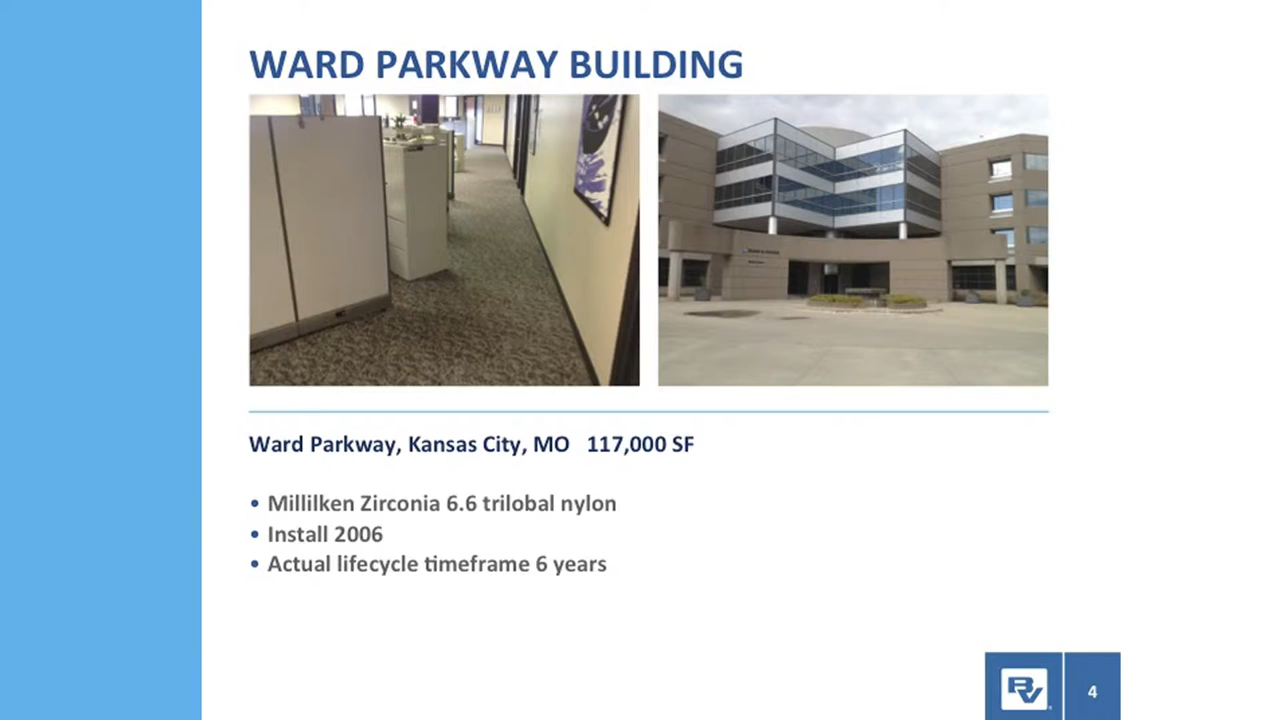 WARD PARKWAY BUILDING
Ward Parkway, Kansas City, MO 117,000 SF
• Millilken Zirconia 6.6 trilobal nylon
• Install 2006
• Actual lifecycle timeframe 6 years
BV
4